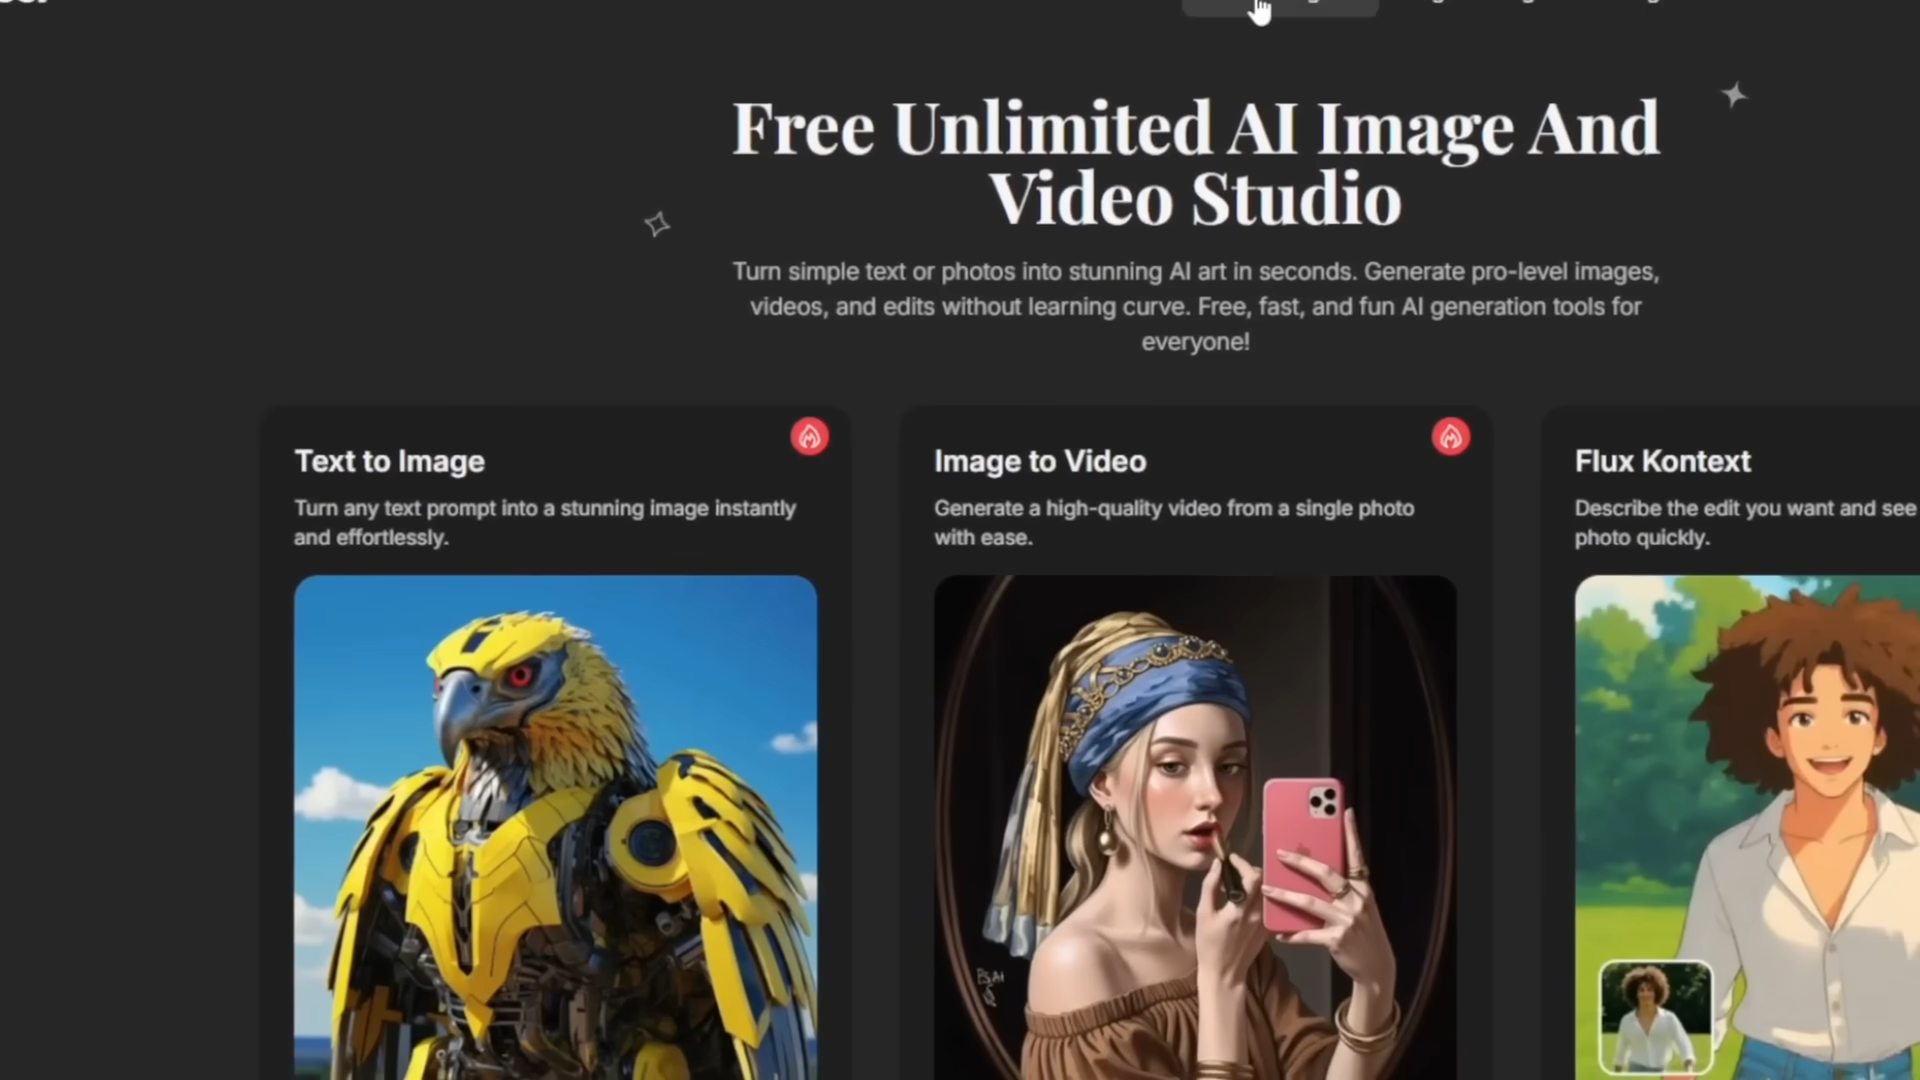 Free Unlimited AI Image And
Video Studio
Turn simple text or photos into stunning AI art in seconds. Generate pro-level images,
videos, and edits without learning curve. Free, fast, and fun AI generation tools for
everyone!
Text to Image
Turn any text prompt into a stunning image instantly
and effortlessly.
Image to Video
Generate a high-quality video from a single photo
with ease.
Flux Kontext
Describe the edit you want and see
photo quickly.